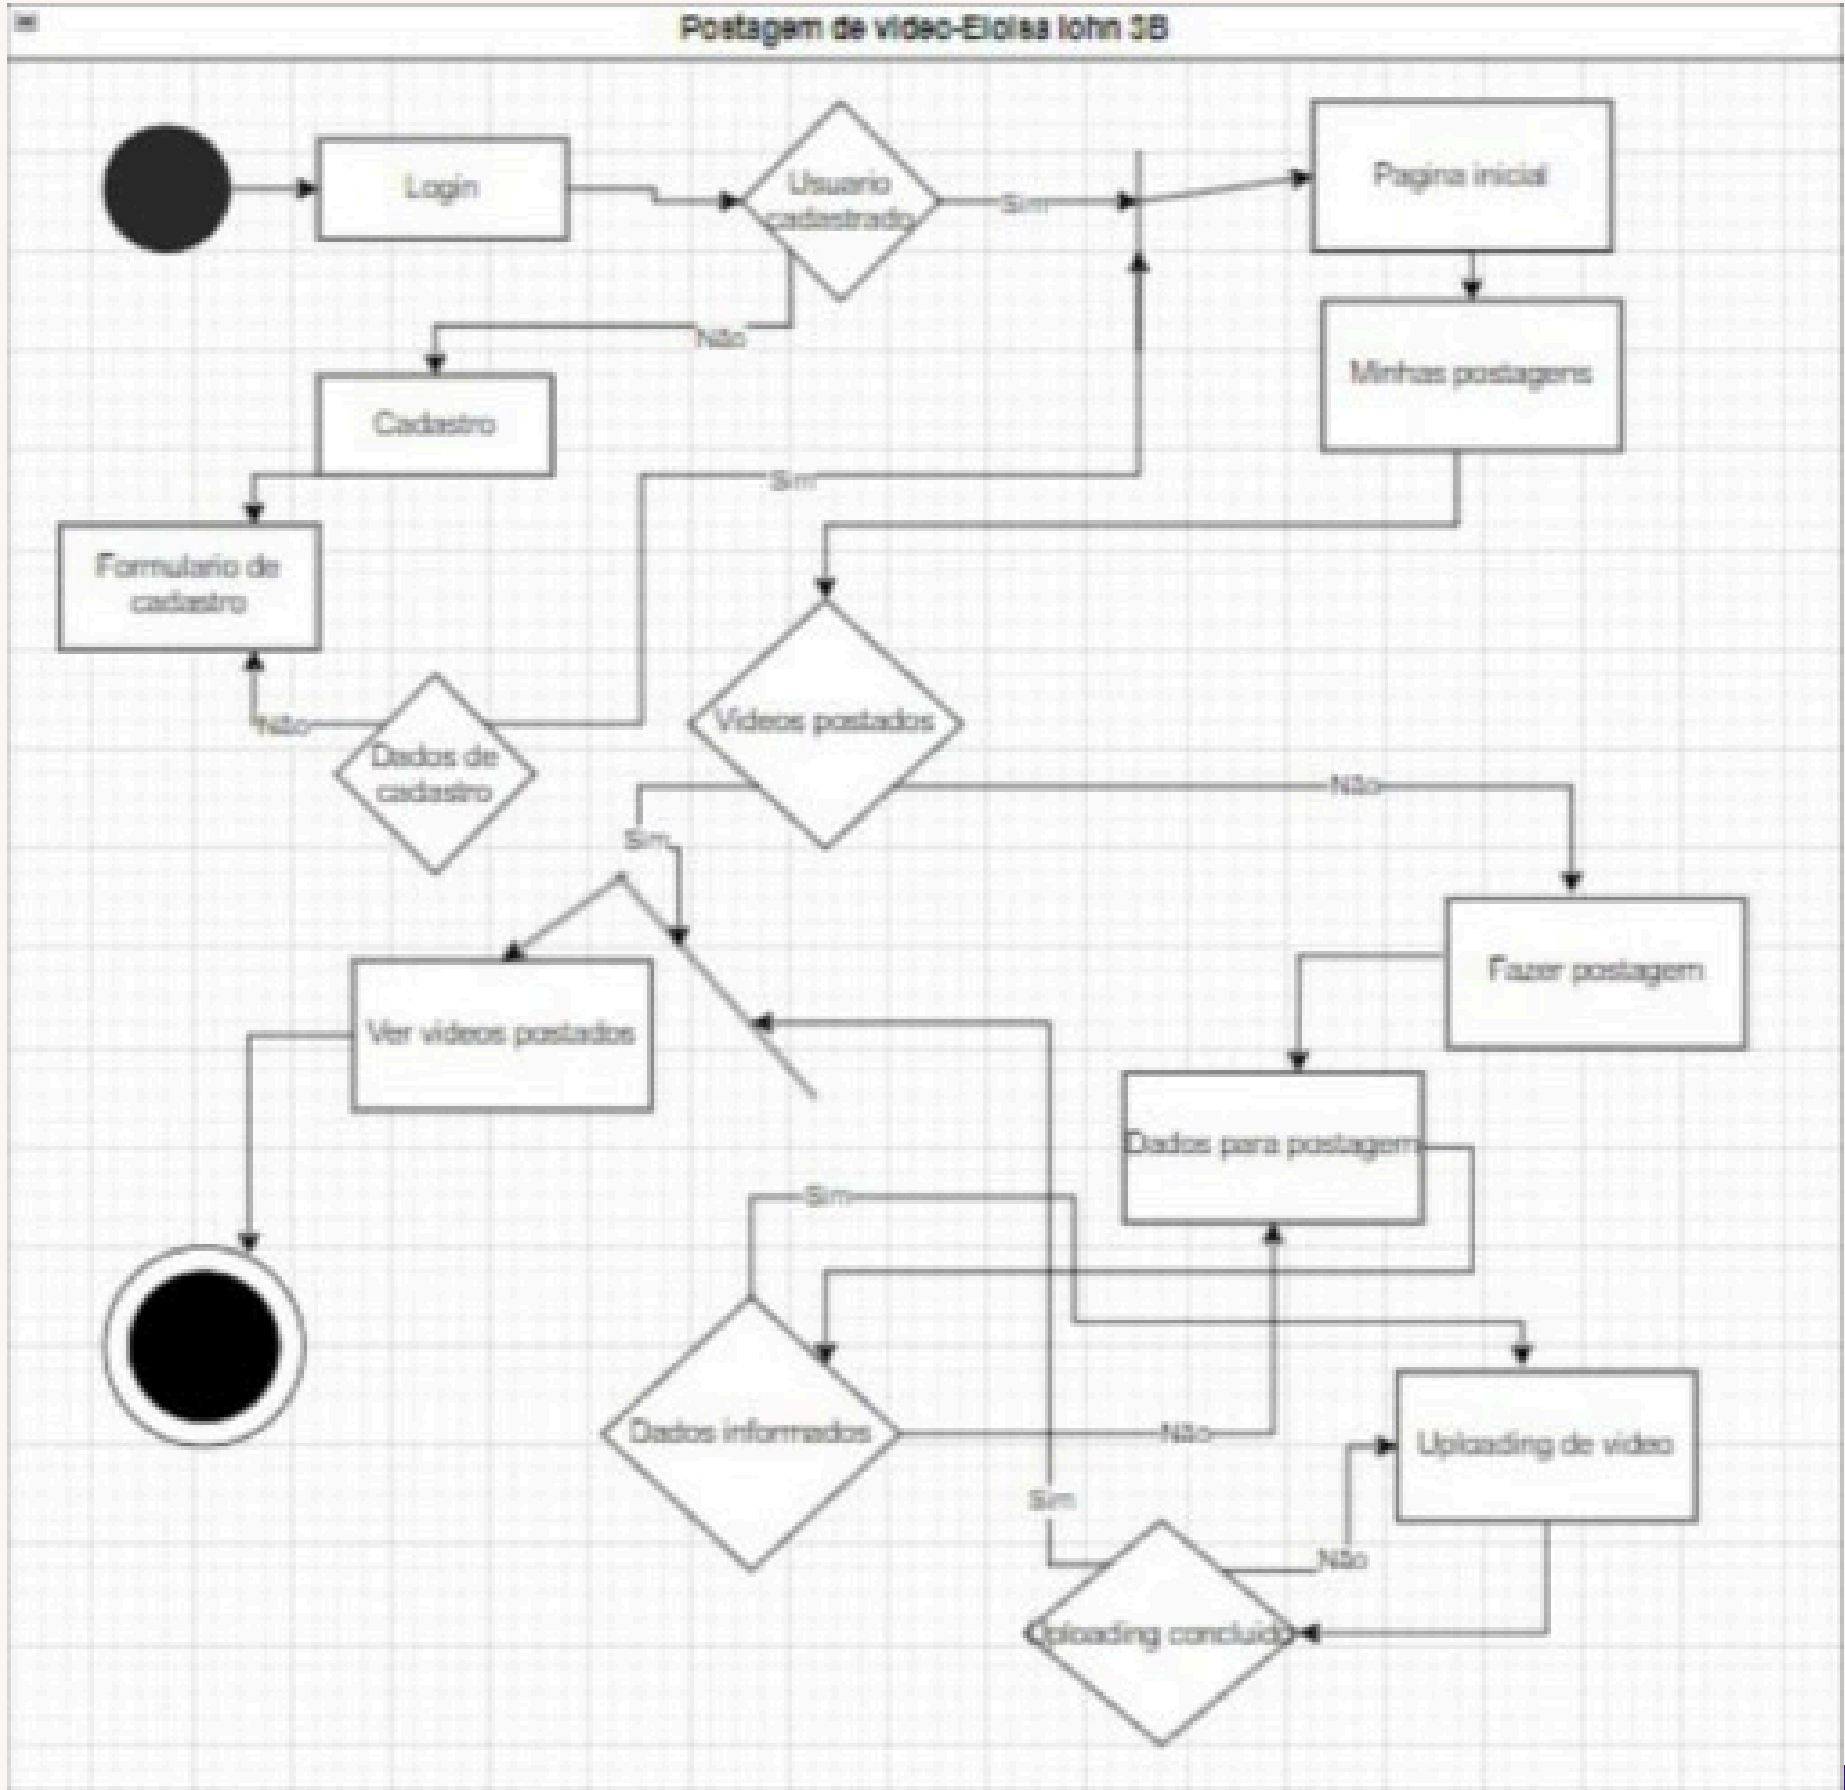 Postagem de video-Eloisa Iohn 3B
Login
Usuario
cadastrado
Sim
Pagina inicial
Não
Minhas postagens
Cadastro
Sim
Formulario de
cadastro
Não
Dados de
cadastro
Videos postados
Não
Sim
Fazer postagem
Ver videos postados
Dados para postagem
Sim
Dados informados
Não
Uploading de video
Sim
Não
Uploading concluido